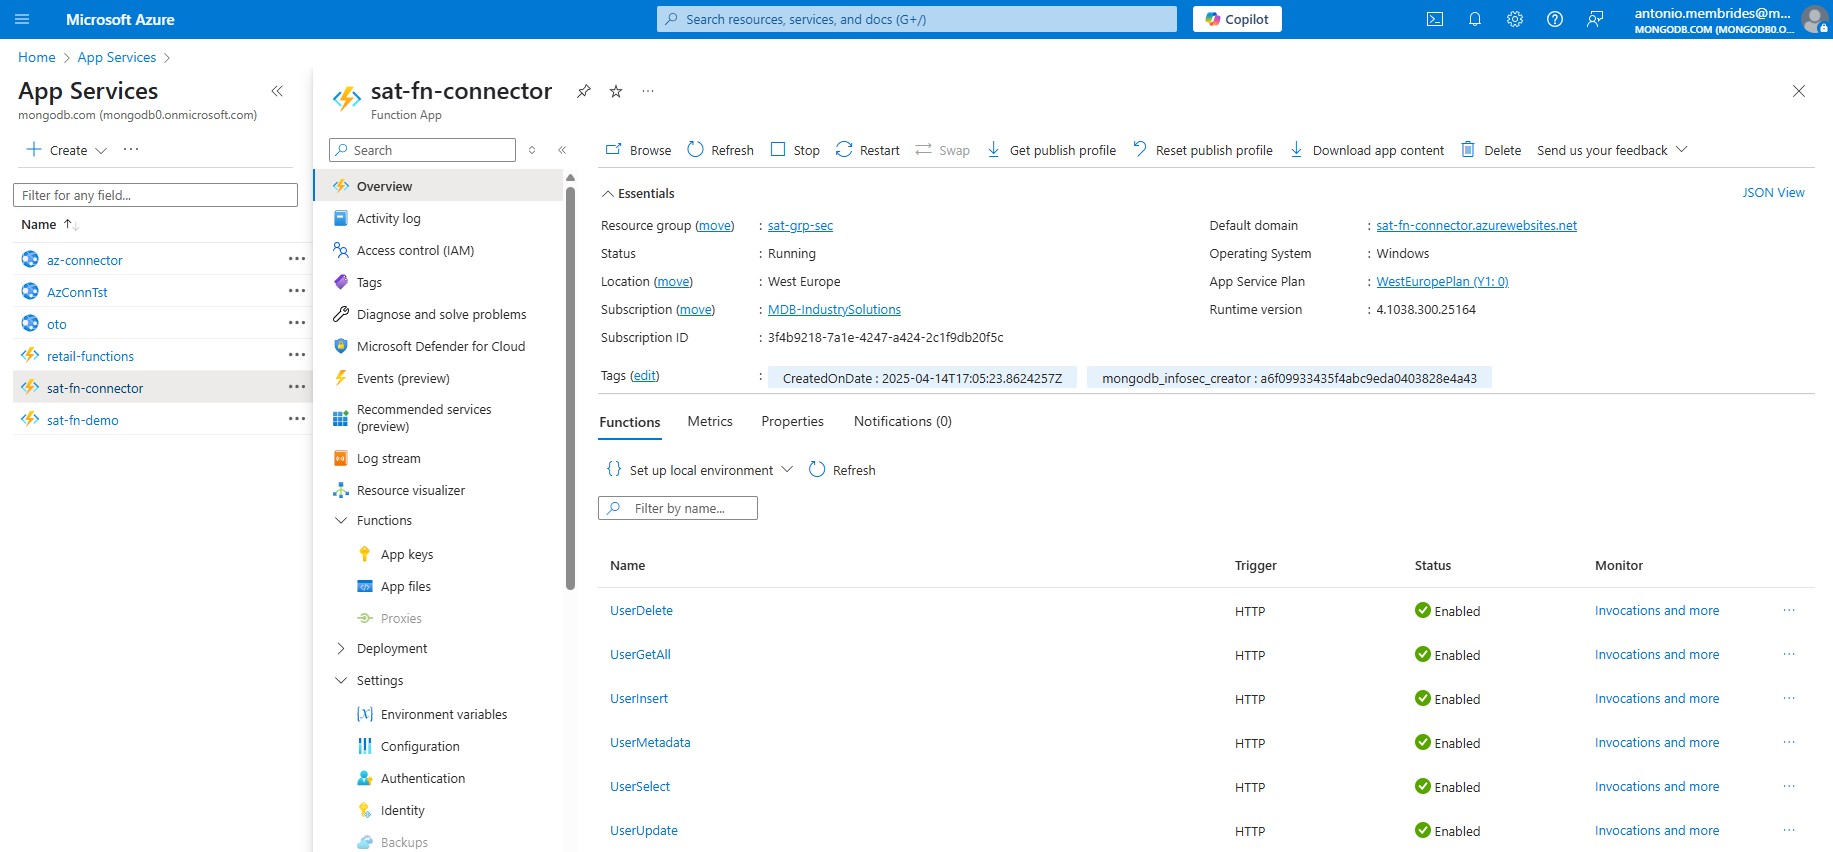 Microsoft Azure
Search resources, services, and docs (G+/)
Copilot
antonio.membrides@m...
MONGODB.COM (MONGODB0.O...
Home > App Services >
App Services
mongodb.com (mongodb0.onmicrosoft.com)
Create
Filter for any field...
Name
az-connector
AzConnTst
oto
retail-functions
sat-fn-connector
sat-fn-demo
sat-fn-connector
Function App
Search
Overview
Activity log
Access control (IAM)
Tags
Diagnose and solve problems
Microsoft Defender for Cloud
Events (preview)
Recommended services
(preview)
Log stream
Resource visualizer
Functions
App keys
App files
Proxies
Deployment
Settings
Environment variables
Configuration
Authentication
Identity
Backups
Browse Refresh Stop Restart Swap Get publish profile Reset publish profile Download app content Delete Send us your feedback
Essentials
JSON View
Resource group (move) : sat-grp-sec
Status : Running
Location (move) : West Europe
Subscription (move) : MDB-IndustrySolutions
Subscription ID : 3f4b9218-7a1e-4247-a424-2c1f9db20f5c
Default domain : sat-fn-connector.azurewebsites.net
Operating System : Windows
App Service Plan : WestEuropePlan (Y1: 0)
Runtime version : 4.1038.300.25164
Tags (edit) : CreatedOnDate : 2025-04-14T17:05:23.8624257Z mongodb_infosec_creator : a6f09933435f4abc9eda0403828e4a43
Functions Metrics Properties Notifications (0)
{} Set up local environment Refresh
Filter by name...
Name Trigger Status Monitor
UserDelete HTTP Enabled Invocations and more
UserGetAll HTTP Enabled Invocations and more
UserInsert HTTP Enabled Invocations and more
UserMetadata HTTP Enabled Invocations and more
UserSelect HTTP Enabled Invocations and more
UserUpdate HTTP Enabled Invocations and more